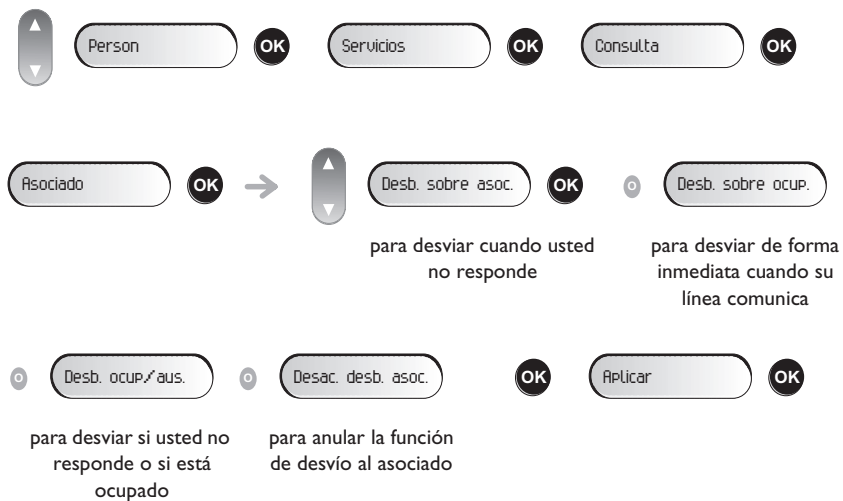 Person OK Servicios OK Consulta OK
Asociado OK Desb. sobre asoc. OK O Desb. sobre ocup.
para desviar cuando usted
no responde
para desviar de forma
inmediata cuando su
línea comunica
O Desb. ocup/aus. O Desac. desb. asoc. OK Aplicar OK
para desviar si usted no
responde o si está
ocupado
para anular la función
de desvío al asociado